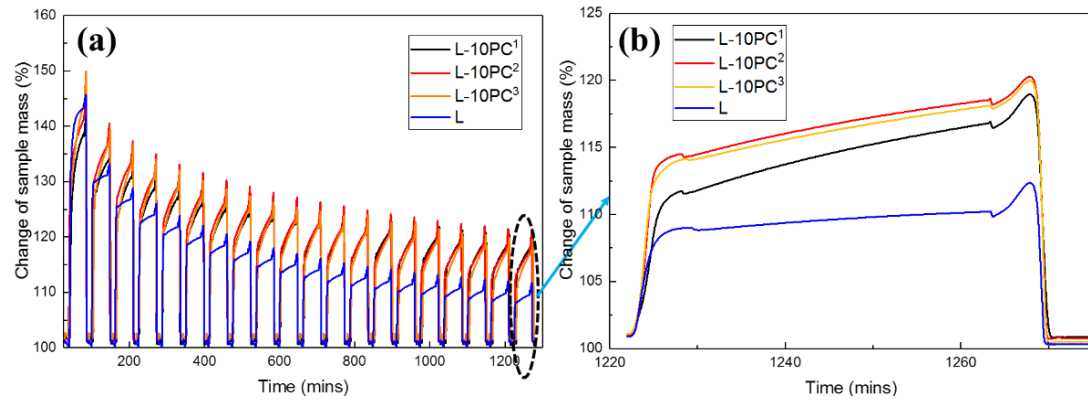 (a)
L-10PC¹
L-10PC²
L-10PC³
L
Change of sample mass (%)
160
150
140
130
120
110
100
200
400
600
800
1000
1200
Time (mins)
(b)
L-10PC¹
L-10PC²
L-10PC³
L
Change of sample mass (%)
125
120
115
110
105
100
1220
1240
1260
Time (mins)